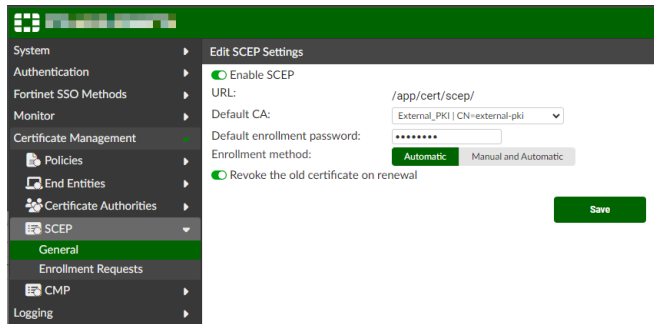 System
Edit SCEP Settings
Authentication
Enable SCEP
Fortinet SSO Methods
URL:
/app/cert/scep/
Monitor
Default CA:
External_PKI | CN=external-pki
Certificate Management
Default enrollment password:
••••••••
Policies
Enrollment method:
Automatic
Manual and Automatic
End Entities
Revoke the old certificate on renewal
Certificate Authorities
Save
SCEP
General
Enrollment Requests
CMP
Logging